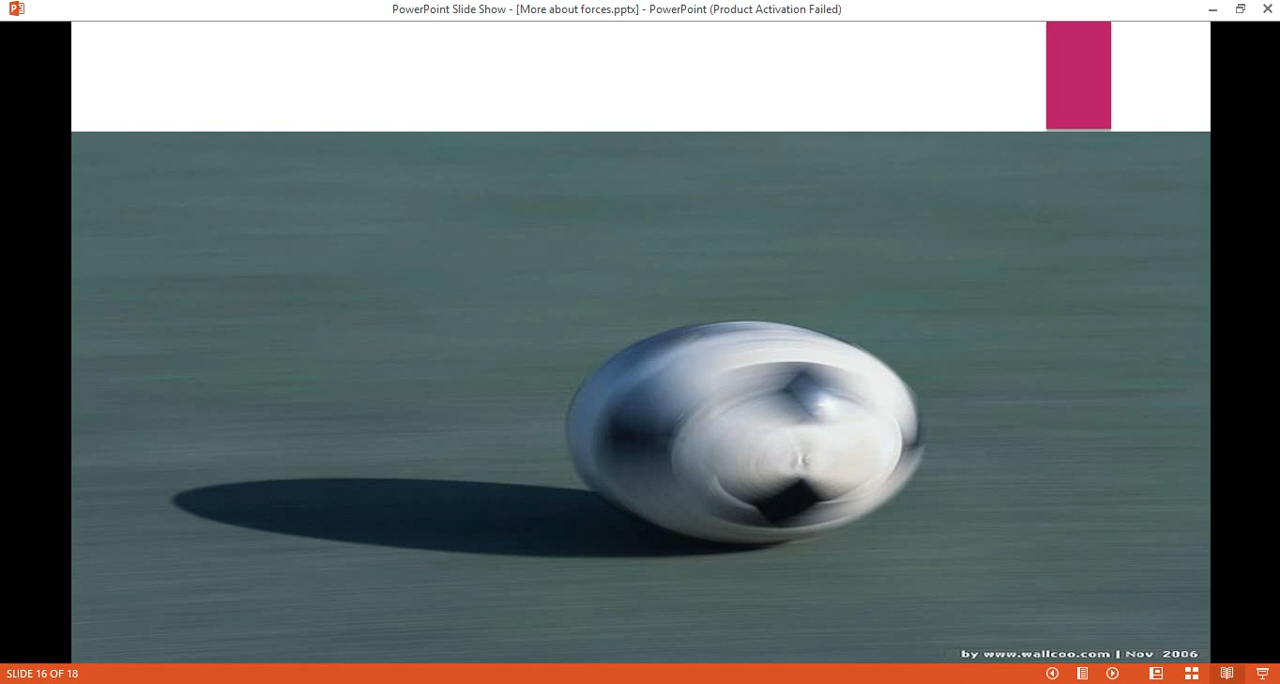 PowerPoint Slide Show - [More about forces.pptx] - PowerPoint (Product Activation Failed)
by www.wallcoo.com | Nov 2006
SLIDE 16 OF 18